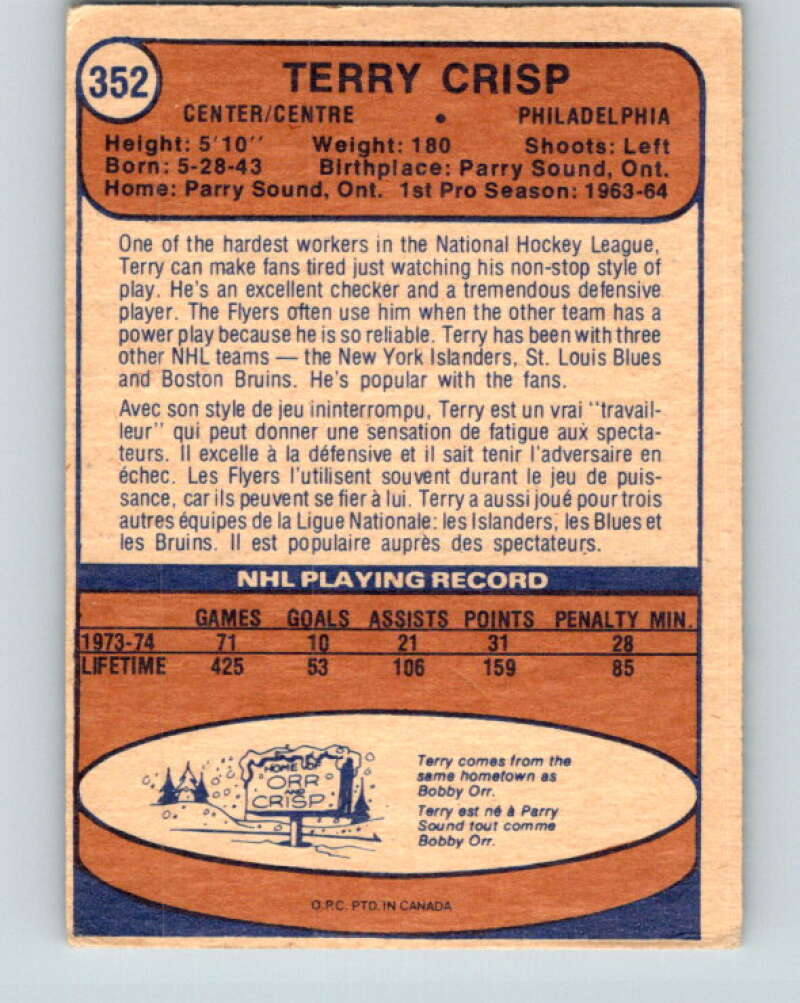 352
TERRY CRISP
CENTER/CENTRE • PHILADELPHIA
Height: 5'10'' Weight: 180 Shoots: Left
Born: 5-28-43 Birthplace: Parry Sound, Ont.
Home: Parry Sound, Ont. 1st Pro Season: 1963-64
One of the hardest workers in the National Hockey League,
Terry can make fans tired just watching his non-stop style of
play. He's an excellent checker and a tremendous defensive
player. The Flyers often use him when the other team has a
power play because he is so reliable. Terry has been with three
other NHL teams — the New York Islanders, St. Louis Blues
and Boston Bruins. He's popular with the fans.
Avec son style de jeu ininterrompu, Terry est un vrai "travail-
leur" qui peut donner une sensation de fatigue aux specta-
teurs. Il excelle à la défensive et il sait tenir l'adversaire en
échec. Les Flyers l'utilisent souvent durant le jeu de puis-
sance, car ils peuvent se fier à lui. Terry a aussi joué pour trois
autres équipes de la Ligue Nationale: les Islanders, les Blues et
les Bruins. Il est populaire auprès des spectateurs.
NHL PLAYING RECORD
GAMES GOALS ASSISTS POINTS PENALTY MIN.
1973-74 71 10 21 31 28
LIFETIME 425 53 106 159 85
HOME OF
ORR
AND
CRISP
Terry comes from the
same hometown as
Bobby Orr.
Terry est né à Parry
Sound tout comme
Bobby Orr.
O.P.C. PTD. IN CANADA